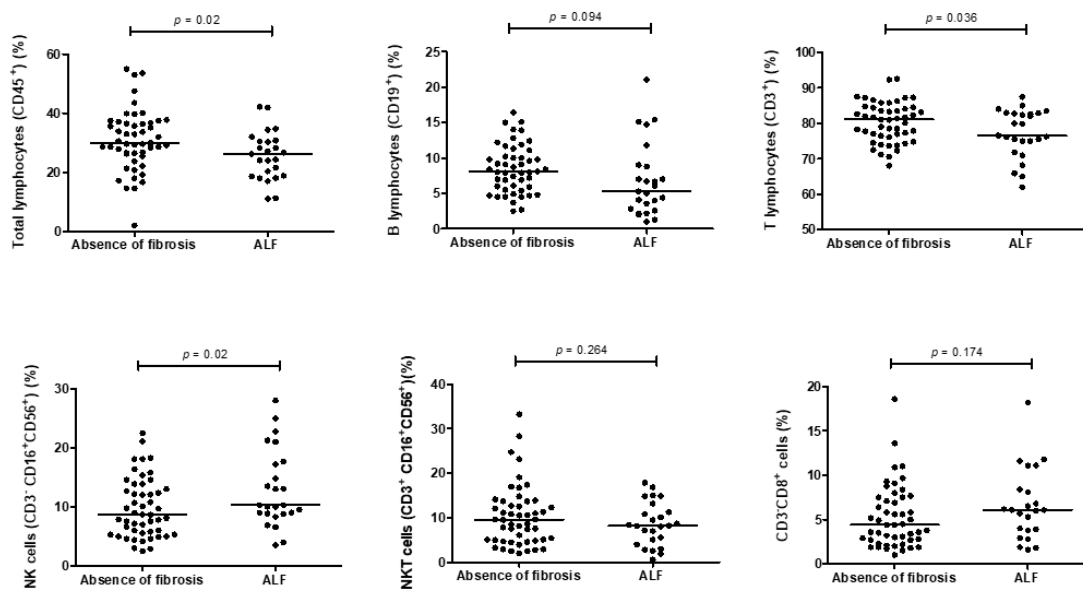 p = 0.02
Total lymphocytes (CD45⁺) (%)
60
40
20
0
Absence of fibrosis
ALF
p = 0.094
B lymphocytes (CD19⁺) (%)
25
20
15
10
5
0
Absence of fibrosis
ALF
p = 0.036
T lymphocytes (CD3⁺) (%)
100
90
80
70
60
50
Absence of fibrosis
ALF
p = 0.02
NK cells (CD3⁻ CD16⁺CD56⁺) (%)
30
20
10
0
Absence of fibrosis
ALF
p = 0.264
NKT cells (CD3⁺ CD16⁺CD56⁺)(%)
40
30
20
10
0
Absence of fibrosis
ALF
p = 0.174
CD3⁻CD8⁺ cells (%)
20
15
10
5
0
Absence of fibrosis
ALF